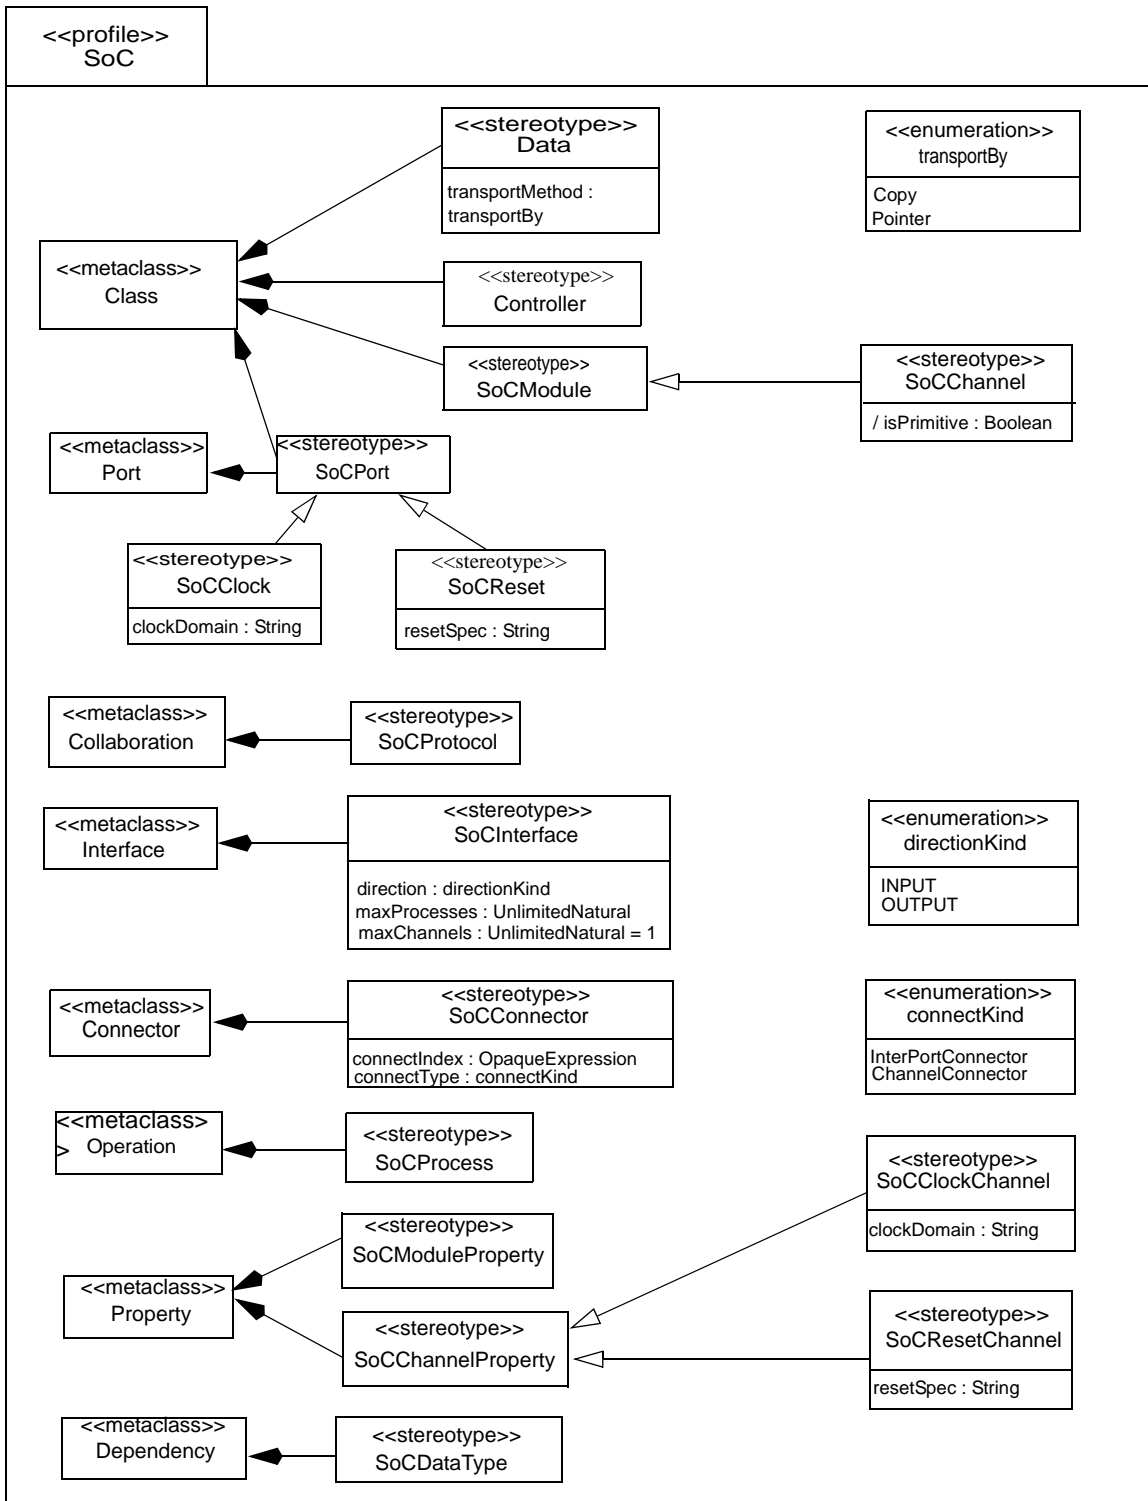 <<profile>>
SoC
<<stereotype>>
Data
transportMethod :
transportBy
<<enumeration>>
transportBy
Copy
Pointer
<<metaclass>>
Class
<<stereotype>>
Controller
<<stereotype>>
SoCModule
<<stereotype>>
SoCChannel
/ isPrimitive : Boolean
<<metaclass>>
Port
<<stereotype>>
SoCPort
<<stereotype>>
SoCClock
clockDomain : String
<<stereotype>>
SoCReset
resetSpec : String
<<metaclass>>
Collaboration
<<stereotype>>
SoCProtocol
<<metaclass>>
Interface
<<stereotype>>
SoCInterface
direction : directionKind
maxProcesses : UnlimitedNatural
maxChannels : UnlimitedNatural = 1
<<enumeration>>
directionKind
INPUT
OUTPUT
<<metaclass>>
Connector
<<stereotype>>
SoCConnector
connectIndex : OpaqueExpression
connectType : connectKind
<<enumeration>>
connectKind
InterPortConnector
ChannelConnector
<<metaclass>
> Operation
<<stereotype>>
SoCProcess
<<stereotype>>
SoCClockChannel
clockDomain : String
<<stereotype>>
SoCModuleProperty
<<metaclass>>
Property
<<stereotype>>
SoCChannelProperty
<<stereotype>>
SoCResetChannel
resetSpec : String
<<metaclass>>
Dependency
<<stereotype>>
SoCDataType